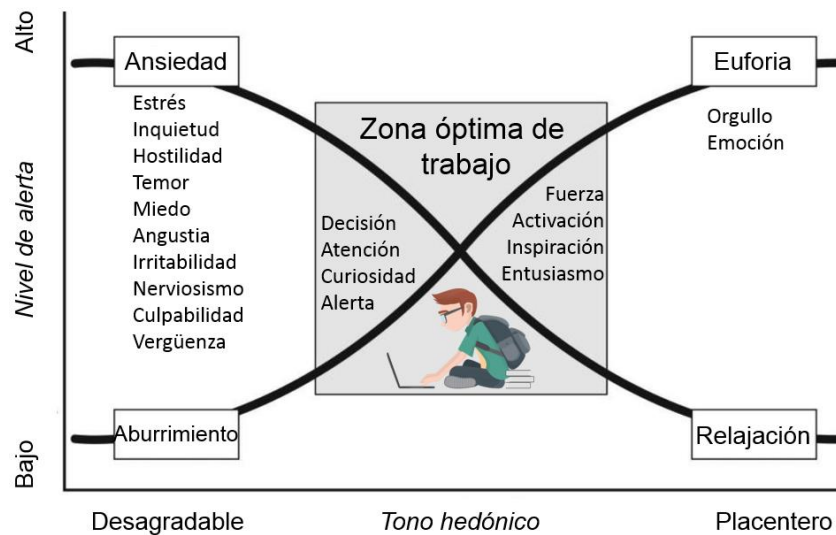 Alto
Nivel de alerta
Bajo
Ansiedad
Estrés
Inquietud
Hostilidad
Temor
Miedo
Angustia
Irritabilidad
Nerviosismo
Culpabilidad
Vergüenza
Aburrimiento
Zona óptima de
trabajo
Decisión
Atención
Curiosidad
Alerta
Fuerza
Activación
Inspiración
Entusiasmo
Euforia
Orgullo
Emoción
Relajación
Desagradable
Tono hedónico
Placentero